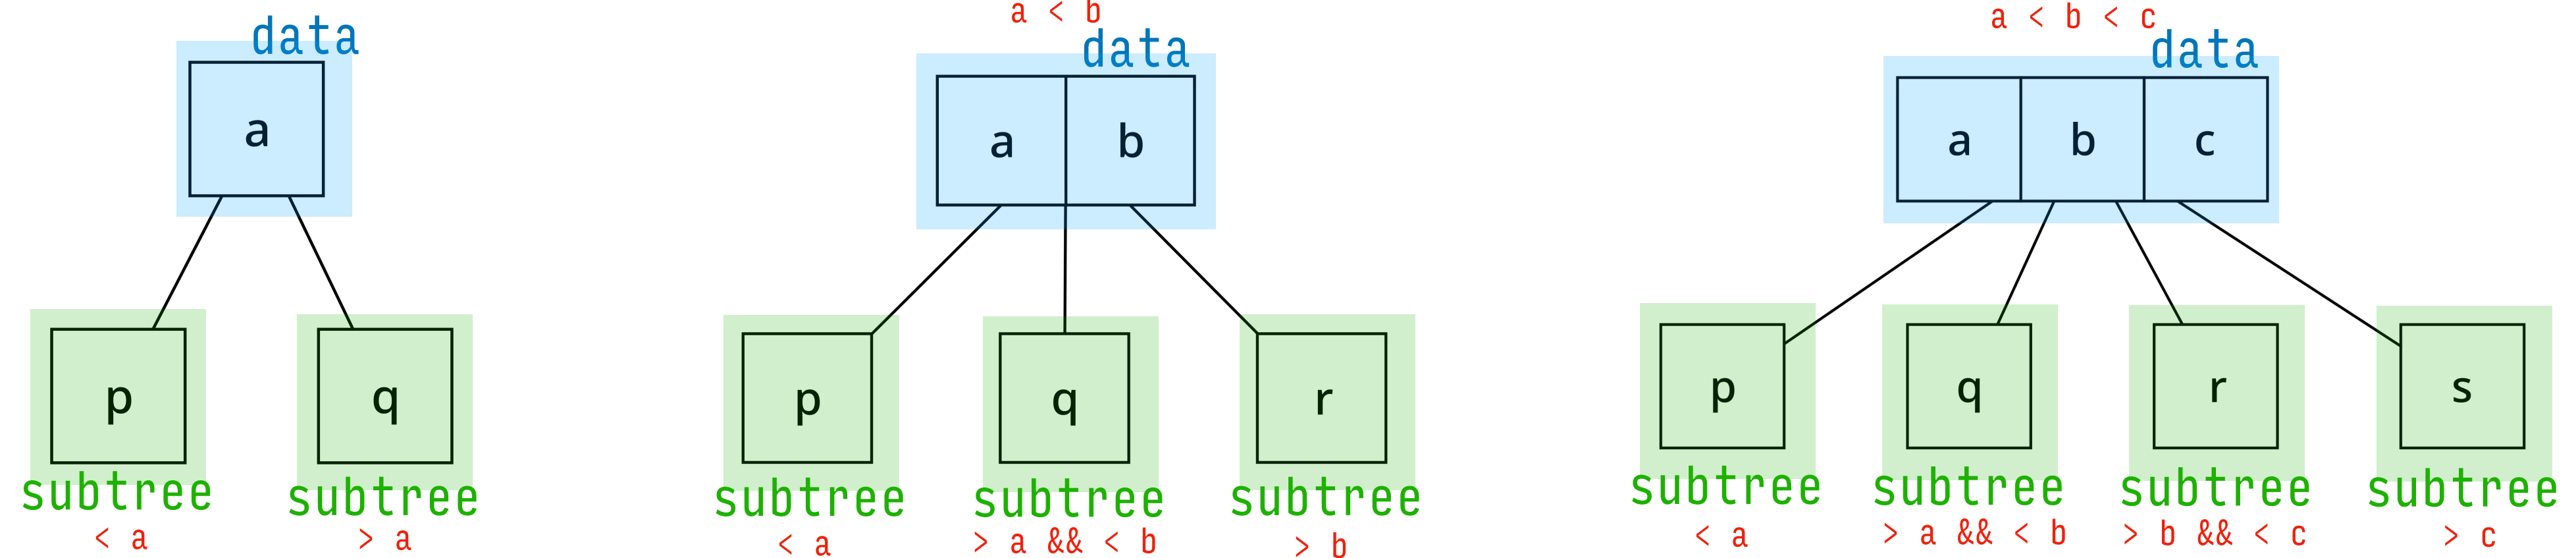 data
a
p q
subtree subtree
< a > a
a < b
data
a b
p q r
subtree subtree subtree
< a > a && < b > b
a < b < c
data
a b c
p q r s
subtree subtree subtree subtree
< a > a && < b > b && < c > c